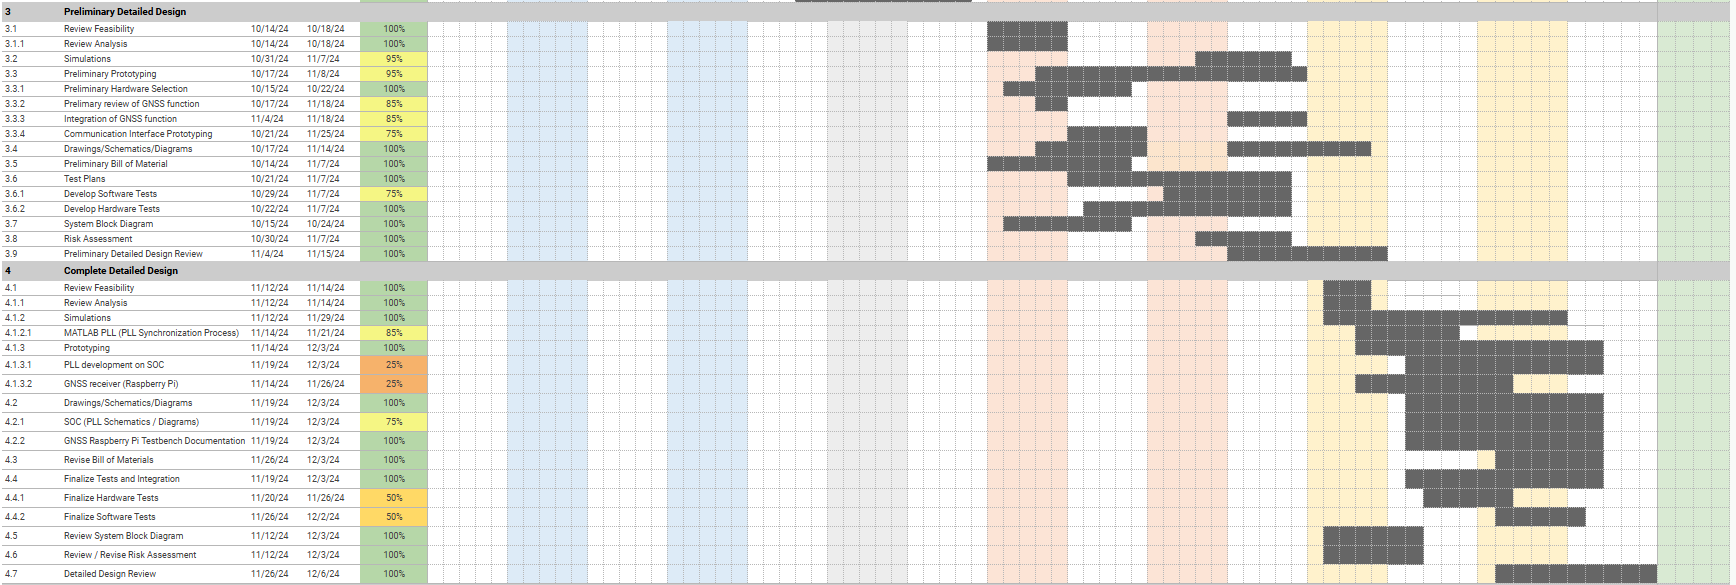 3 Preliminary Detailed Design
3.1 Review Feasibility 10/14/24 10/18/24 100%
3.1.1 Review Analysis 10/14/24 10/18/24 100%
3.2 Simulations 10/31/24 11/7/24 95%
3.3 Preliminary Prototyping 10/17/24 11/8/24 95%
3.3.1 Preliminary Hardware Selection 10/15/24 10/22/24 100%
3.3.2 Prelimary review of GNSS function 10/17/24 11/18/24 85%
3.3.3 Integration of GNSS function 11/4/24 11/18/24 85%
3.3.4 Communication Interface Prototyping 10/21/24 11/25/24 75%
3.4 Drawings/Schematics/Diagrams 10/17/24 11/14/24 100%
3.5 Preliminary Bill of Material 10/14/24 11/7/24 100%
3.6 Test Plans 10/21/24 11/7/24 100%
3.6.1 Develop Software Tests 10/29/24 11/7/24 75%
3.6.2 Develop Hardware Tests 10/22/24 11/7/24 100%
3.7 System Block Diagram 10/15/24 10/24/24 100%
3.8 Risk Assessment 10/30/24 11/7/24 100%
3.9 Preliminary Detailed Design Review 11/4/24 11/15/24 100%
4 Complete Detailed Design
4.1 Review Feasibility 11/12/24 11/14/24 100%
4.1.1 Review Analysis 11/12/24 11/14/24 100%
4.1.2 Simulations 11/12/24 11/29/24 100%
4.1.2.1 MATLAB PLL (PLL Synchronization Process) 11/14/24 11/21/24 85%
4.1.3 Prototyping 11/14/24 12/3/24 100%
4.1.3.1 PLL development on SOC 11/19/24 12/3/24 25%
4.1.3.2 GNSS receiver (Raspberry Pi) 11/14/24 11/26/24 25%
4.2 Drawings/Schematics/Diagrams 11/19/24 12/3/24 100%
4.2.1 SOC (PLL Schematics / Diagrams) 11/19/24 12/3/24 75%
4.2.2 GNSS Raspberry Pi Testbench Documentation 11/19/24 12/3/24 100%
4.3 Revise Bill of Materials 11/26/24 12/3/24 100%
4.4 Finalize Tests and Integration 11/19/24 12/3/24 100%
4.4.1 Finalize Hardware Tests 11/20/24 11/26/24 50%
4.4.2 Finalize Software Tests 11/26/24 12/2/24 50%
4.5 Review System Block Diagram 11/12/24 12/3/24 100%
4.6 Review / Revise Risk Assessment 11/12/24 12/3/24 100%
4.7 Detailed Design Review 11/26/24 12/6/24 100%